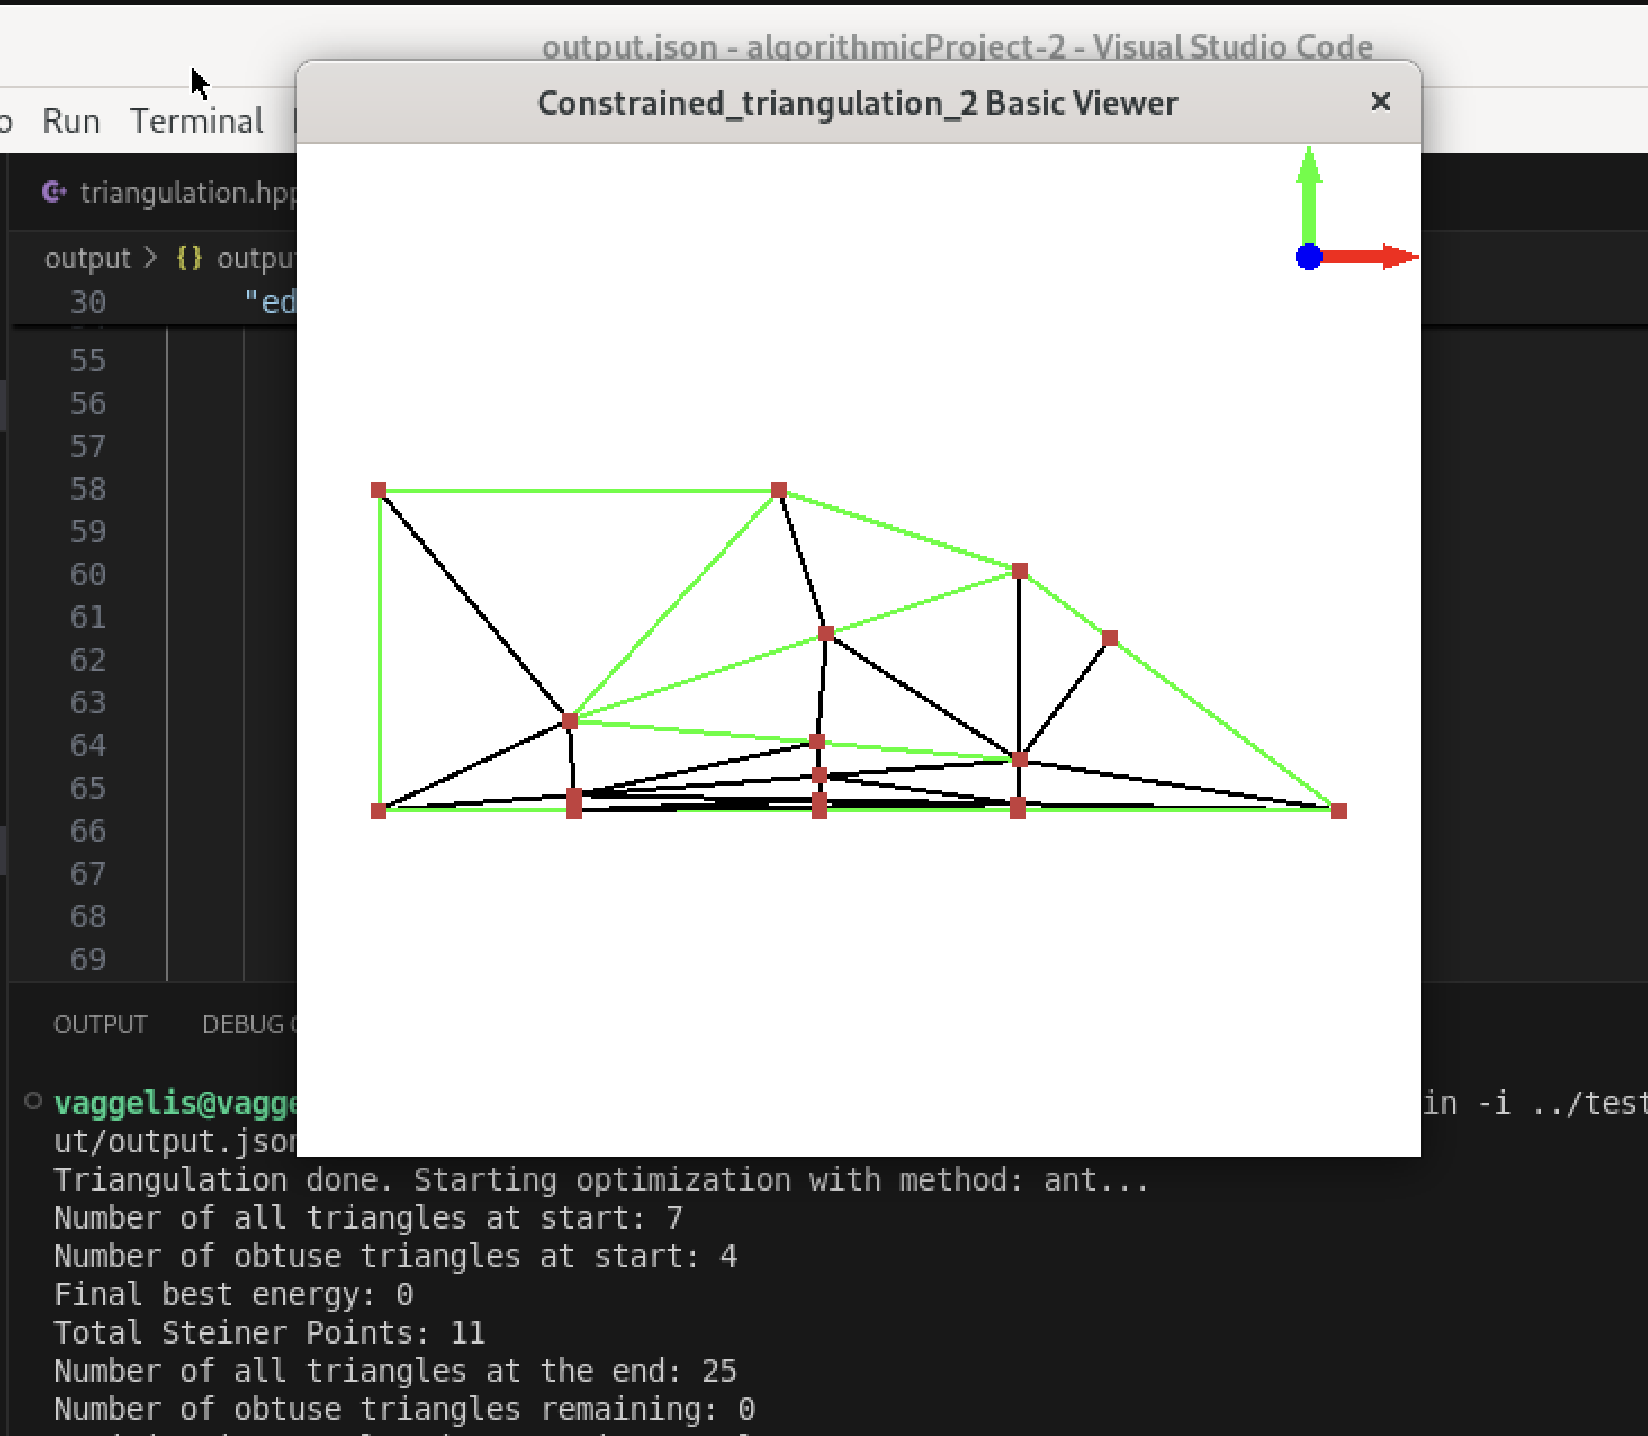 output.json - algorithmicProject-2 - Visual Studio Code
Constrained_triangulation_2 Basic Viewer
Run Terminal
triangulation.hpp
output > {} outpu
30 "ed
55
56
57
58
59
60
61
62
63
64
65
66
67
68
69
OUTPUT DEBUG
vaggelis@vagge in -i ../test
ut/output.json
Triangulation done. Starting optimization with method: ant...
Number of all triangles at start: 7
Number of obtuse triangles at start: 4
Final best energy: 0
Total Steiner Points: 11
Number of all triangles at the end: 25
Number of obtuse triangles remaining: 0